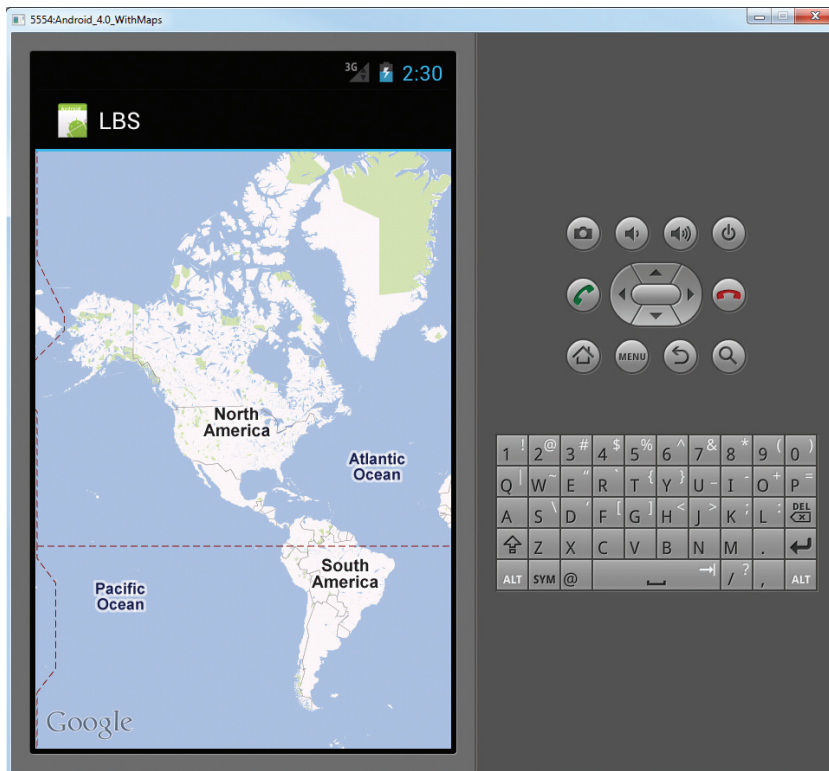 5554:Android_4.0_WithMaps
3G 2:30
LBS
North
America
Atlantic
Ocean
South
America
Pacific
Ocean
Google
MENU
1 ! 2 @ 3 # 4 $ 5 % 6 ^ 7 & 8 * 9 ( 0 )
Q | W ~ E “ R ` T { Y } U _ I - O + P =
A S \ D ‘ F [ G ] H < J > K ; L : DEL
Z X C V B N M .
ALT SYM @ / ? , ALT